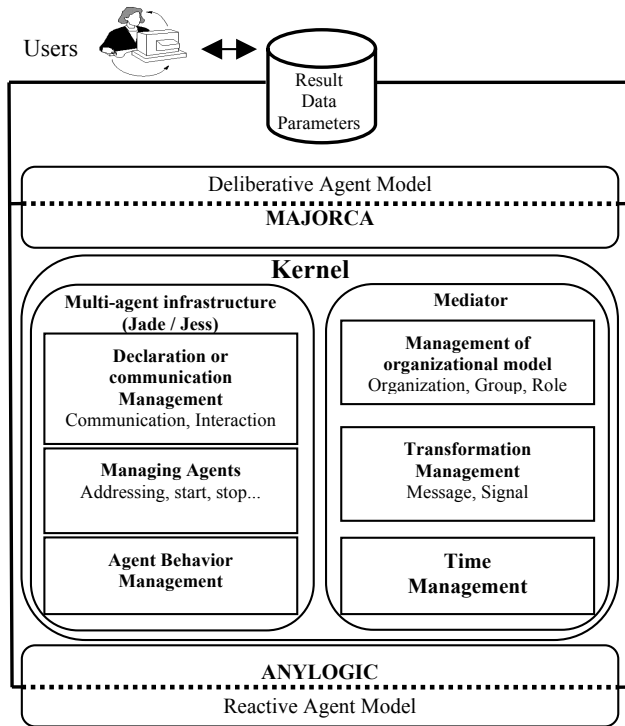 Users
Result
Data
Parameters
Deliberative Agent Model
MAJORCA
Kernel
Multi-agent infrastructure
(Jade / Jess)
Declaration or
communication
Management
Communication, Interaction
Managing Agents
Addressing, start, stop...
Agent Behavior
Management
Mediator
Management of
organizational model
Organization, Group, Role
Transformation
Management
Message, Signal
Time
Management
ANYLOGIC
Reactive Agent Model